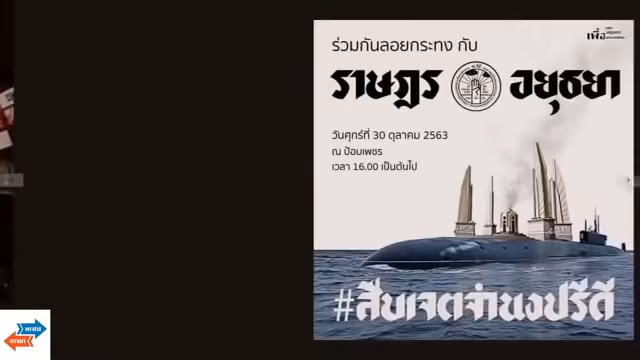 ร่วมกันลอยกระทง กับ
เพื่อ
ราษฎร อยุธยา
วันศุกร์ที่ 30 ตุลาคม 2563
ณ ป้อมเพชร
เวลา 16.00 เป็นต้นไป
#สืบเจตจำนงปรีดี